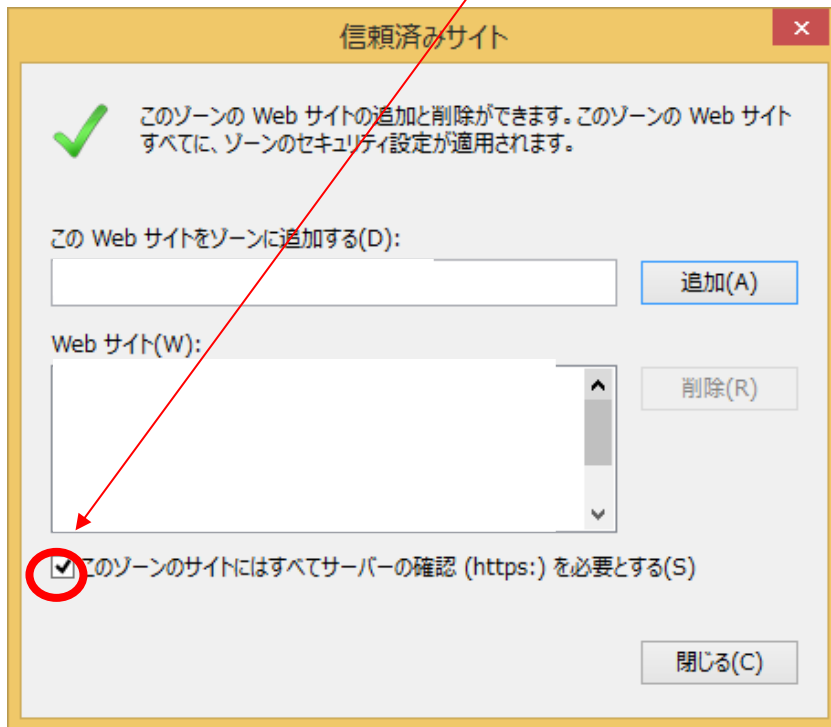 信頼済みサイト
このゾーンの Web サイトの追加と削除ができます。このゾーンの Web サイト
すべてに、ゾーンのセキュリティ設定が適用されます。
この Web サイトをゾーンに追加する(D):
追加(A)
Web サイト(W):
削除(R)
このゾーンのサイトにはすべてサーバーの確認 (https:) を必要とする(S)
閉じる(C)